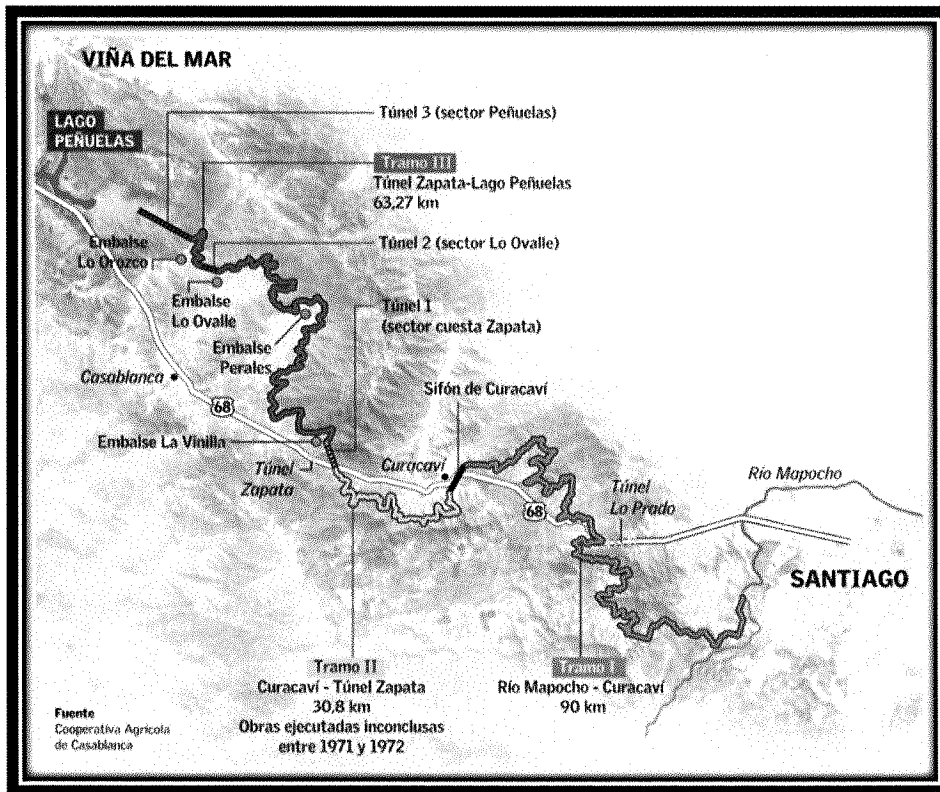 VIÑA DEL MAR
Túnel 3 (sector Peñuelas)
LAGO
PEÑUELAS
Tramo III
Túnel Zapata-Lago Peñuelas
63,27 km
Embalse
Lo Orozco
Túnel 2 (sector Lo Ovalle)
Embalse
Lo Ovalle
Túnel 1
(sector cuesta Zapata)
Embalse
Perales
Casablanca
Sifón de Curacaví
68
Embalse La Vinilla
Túnel
Zapata
Curacaví
68
Túnel
Lo Prado
Río Mapocho
SANTIAGO
Tramo II
Curacaví - Túnel Zapata
30,8 km
Obras ejecutadas inconclusas
entre 1971 y 1972
Tramo I
Río Mapocho - Curacaví
90 km
Fuente
Cooperativa Agrícola
de Casablanca